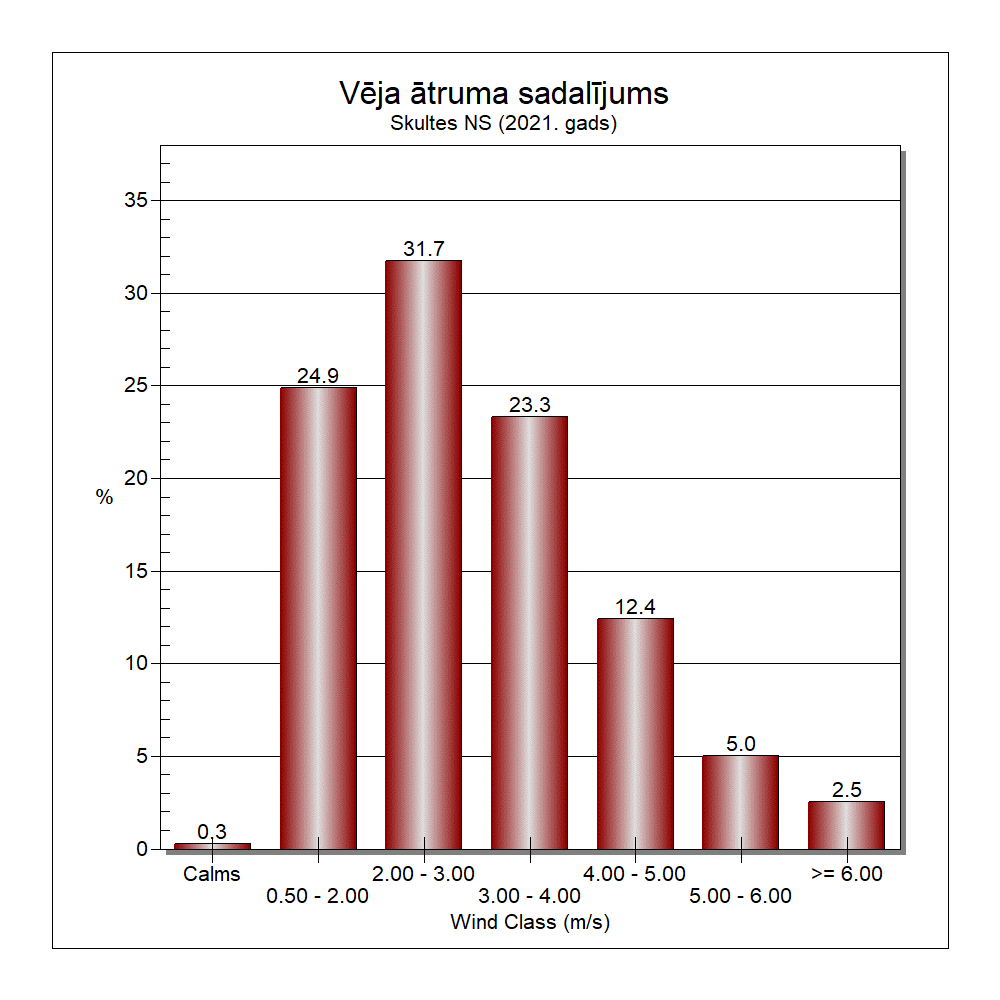 Vēja ātruma sadalījums
Skultes NS (2021. gads)
35
30
25
20
15
10
5
0
%
0.3
24.9
31.7
23.3
12.4
5.0
2.5
Calms
0.50 - 2.00
2.00 - 3.00
3.00 - 4.00
4.00 - 5.00
5.00 - 6.00
>= 6.00
Wind Class (m/s)